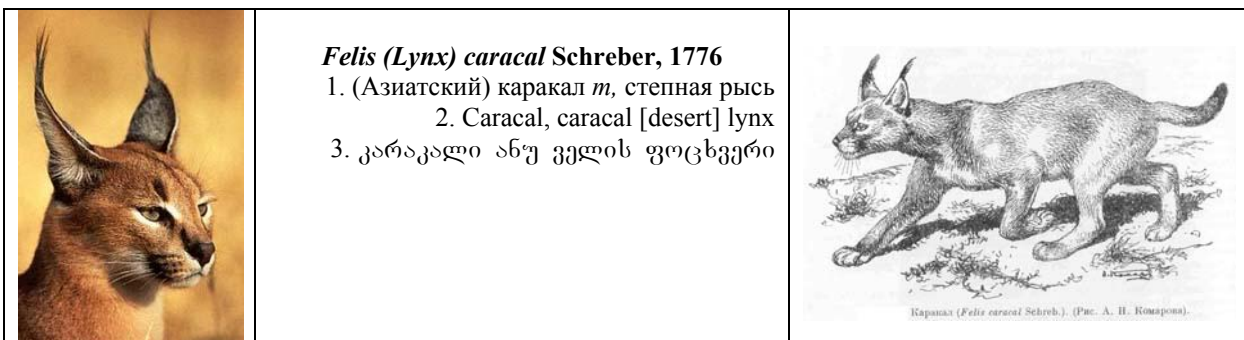 Felis (Lynx) caracal Schreber, 1776
1. (Азиатский) каракал m, степная рысь
2. Caracal, caracal [desert] lynx
3. კარაკალი ანუ ველის ფოცხვერი
Каракал (Felis caracal Schreb.). (Рис. А. Н. Комарова).